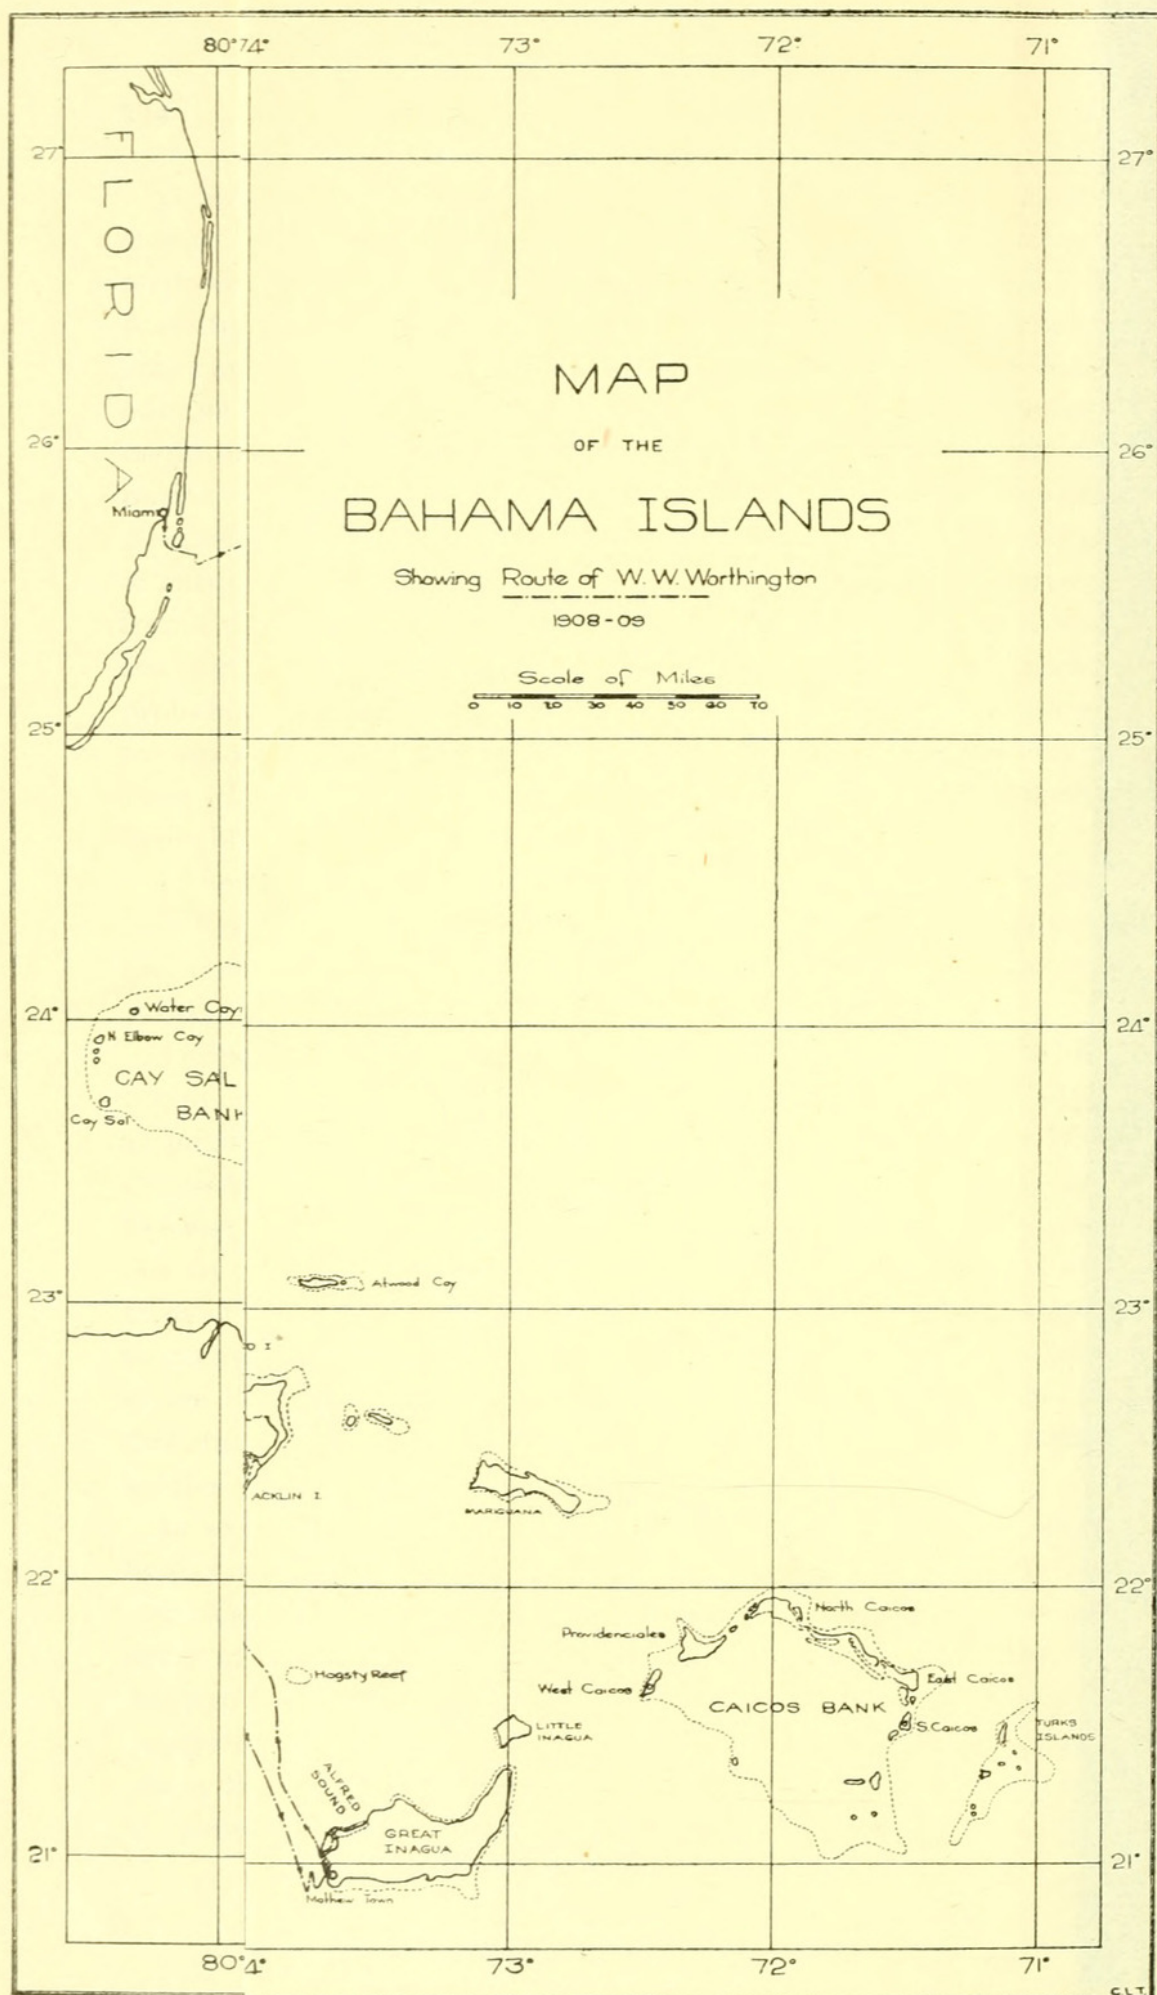 80°74°
73°
72°
71°
27°
27°
FLORIDA
MAP
OF THE
26°
26°
BAHAMA ISLANDS
Miami
Showing Route of W. W. Worthington
1908-09
Scale of Miles
0 10 20 30 40 50 60 70
25°
25°
Water Cay
24°
24°
N Elbow Cay
CAY SAL
BANK
Cay Sal
Atwood Cay
23°
23°
D I
ACKLIN I.
MARIGUANA
22°
22°
North Caicos
Providenciales
Hogsty Reef
East Caicos
West Caicos
CAICOS BANK
S. Caicos
TURKS
ISLANDS
LITTLE
INAGUA
ALFRED
SOUND
GREAT
INAGUA
21°
21°
Mathew Town
80°4°
73°
72°
71°
C.L.T.